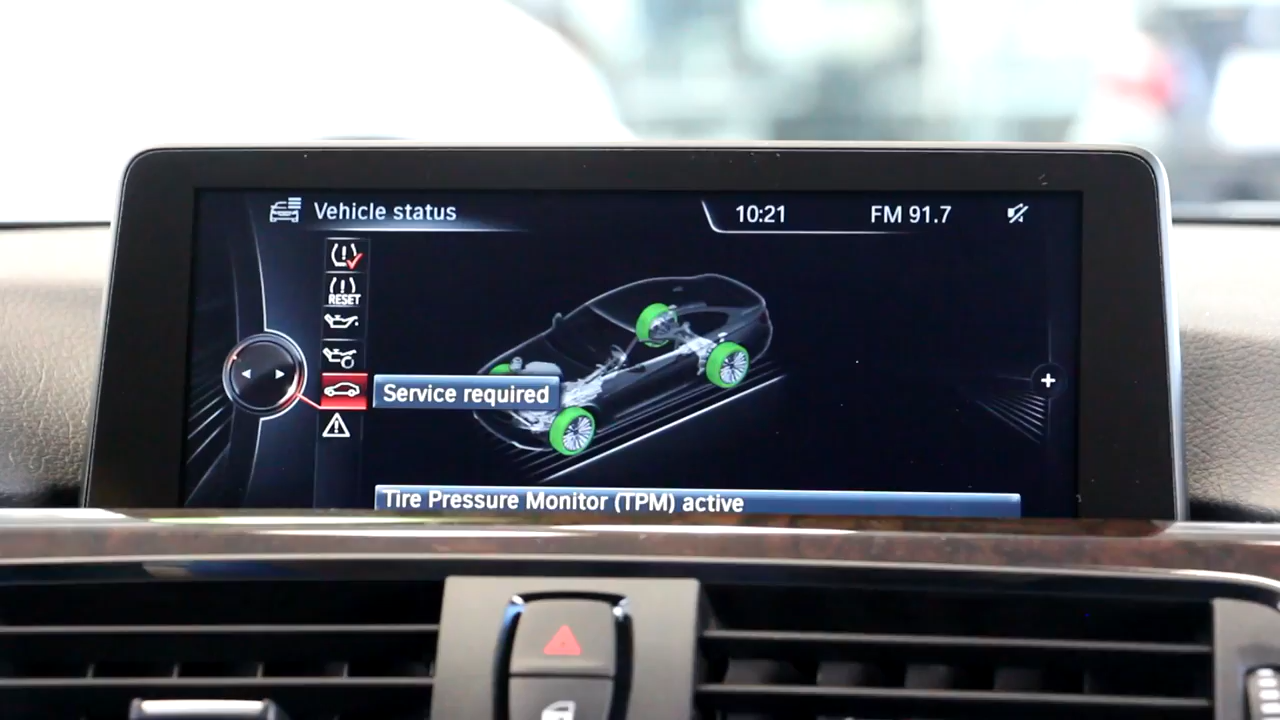 Vehicle status
10:21
FM 91.7
RESET
Service required
Tire Pressure Monitor (TPM) active